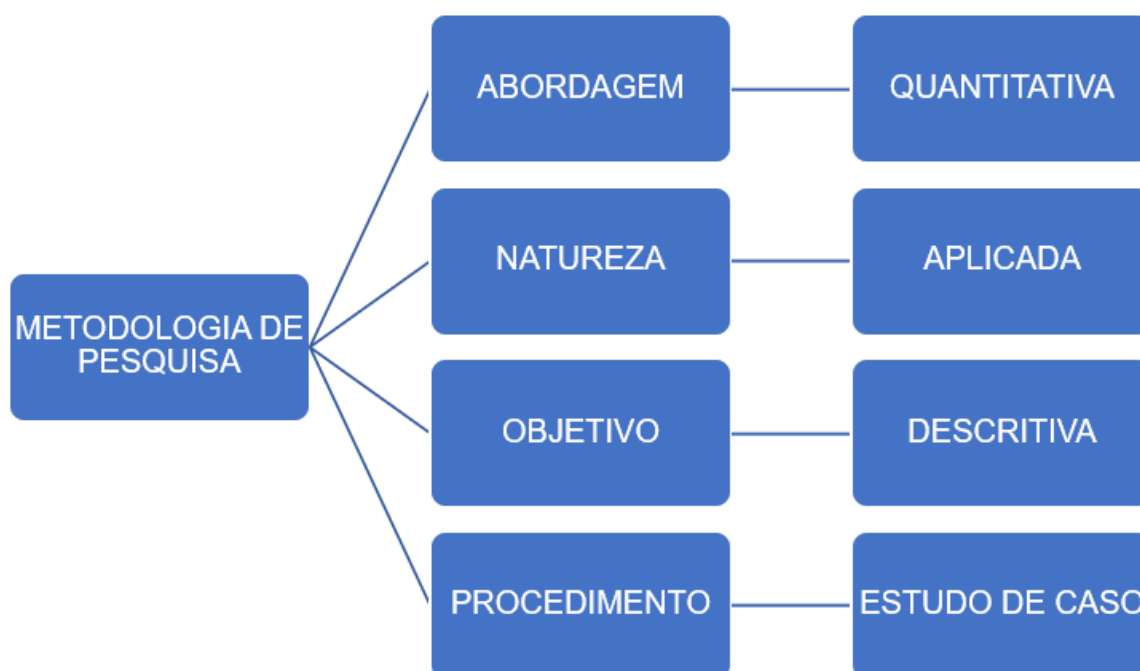 ABORDAGEM
QUANTITATIVA
NATUREZA
APLICADA
METODOLOGIA DE
PESQUISA
OBJETIVO
DESCRITIVA
PROCEDIMENTO
ESTUDO DE CASO